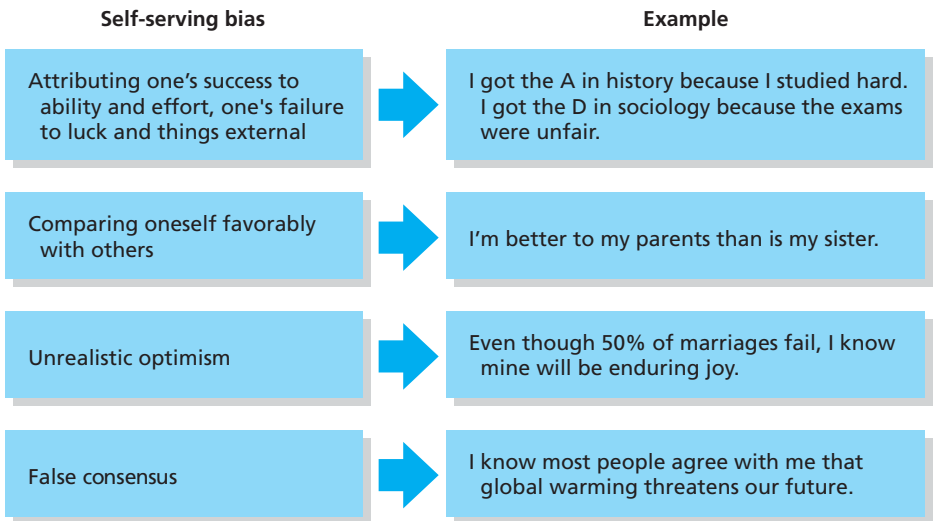 Self-serving bias
Example
Attributing one’s success to
ability and effort, one's failure
to luck and things external
I got the A in history because I studied hard.
I got the D in sociology because the exams
were unfair.
Comparing oneself favorably
with others
I’m better to my parents than is my sister.
Unrealistic optimism
Even though 50% of marriages fail, I know
mine will be enduring joy.
False consensus
I know most people agree with me that
global warming threatens our future.